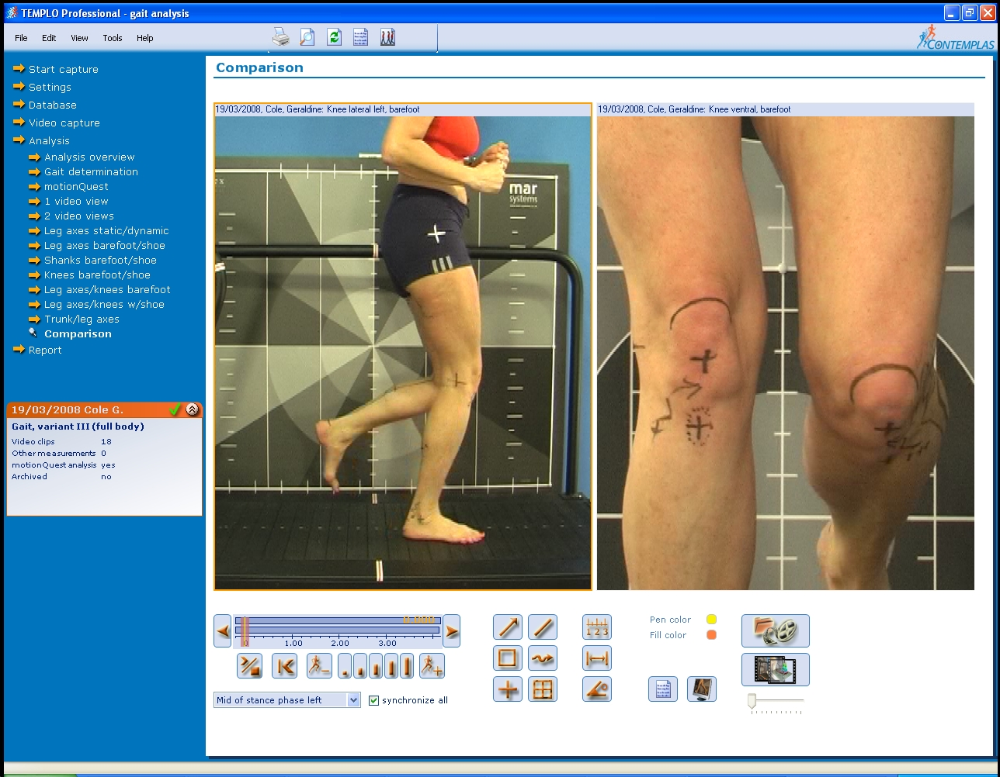 TEMPLO Professional - gait analysis
File Edit View Tools Help
CONTEMPLAS
Start capture
Settings
Database
Video capture
Analysis
Analysis overview
Gait determination
motionQuest
1 video view
2 video views
Leg axes static/dynamic
Leg axes barefoot/shoe
Shanks barefoot/shoe
Knees barefoot/shoe
Leg axes/knees barefoot
Leg axes/knees w/shoe
Trunk/leg axes
Comparison
Report
19/03/2008 Cole G.
Gait, variant III (full body)
Video clips 18
Other measurements 0
motionQuest analysis yes
Archived no
Comparison
19/03/2008, Cole, Geraldine: Knee lateral left, barefoot
mar
systems
19/03/2008, Cole, Geraldine: Knee ventral, barefoot
0 1.00 2.00 3.00
Mid of stance phase left
synchronize all
1 2 3
Pen color
Fill color